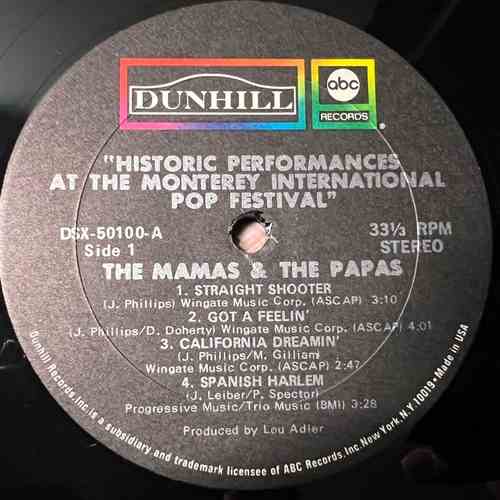 DUNHILL
abc
RECORDS
"HISTORIC PERFORMANCES
AT THE MONTEREY INTERNATIONAL
POP FESTIVAL"
DSX-50100-A
Side 1
33⅓ RPM
STEREO
THE MAMAS & THE PAPAS
1. STRAIGHT SHOOTER
(J. Phillips) Wingate Music Corp. (ASCAP) 3:10
2. GOT A FEELIN'
(J. Phillips/D. Doherty) Wingate Music Corp. (ASCAP) 4:01
3. CALIFORNIA DREAMIN'
(J. Phillips/M. Gilliam)
Wingate Music Corp. (ASCAP) 2:47
4. SPANISH HARLEM
(J. Leiber/P. Spector)
Progressive Music/Trio Music (BMI) 3:28
Produced by Lou Adler
Dunhill Records, Inc. is a subsidiary and trademark licensee of ABC Records, Inc. New York, N.Y. 10019 • Made in USA